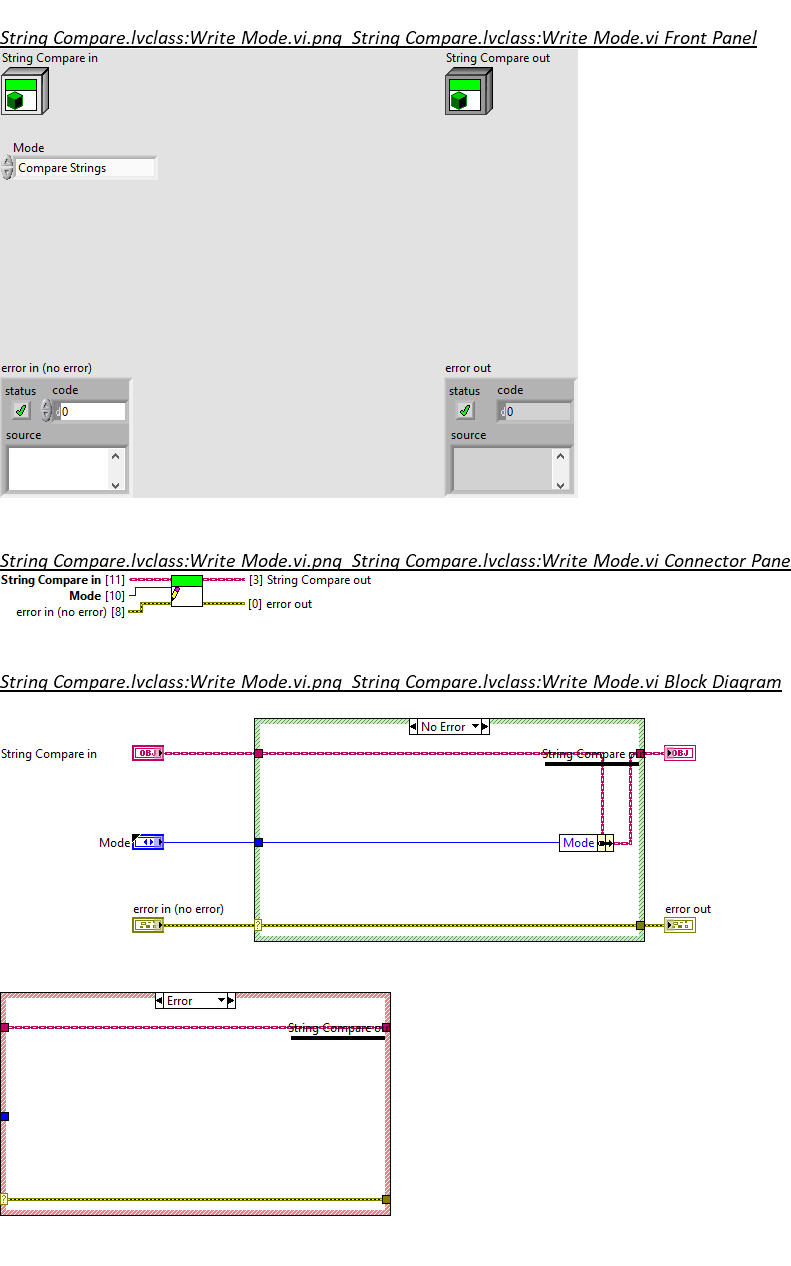 String Compare.lvclass:Write Mode.vi.png  String Compare.lvclass:Write Mode.vi Front Panel
String Compare in
String Compare out
Mode
Compare Strings
error in (no error)
error out
status
code
status
code
d 0
d 0
source
source
String Compare.lvclass:Write Mode.vi.png  String Compare.lvclass:Write Mode.vi Connector Pane
String Compare in [11]
[3] String Compare out
Mode [10]
error in (no error) [8]
[0] error out
String Compare.lvclass:Write Mode.vi.png  String Compare.lvclass:Write Mode.vi Block Diagram
No Error
String Compare in
OBJ
String Compare o
OBJ
Mode
Mode
error in (no error)
error out
?
Error
String Compare o
?